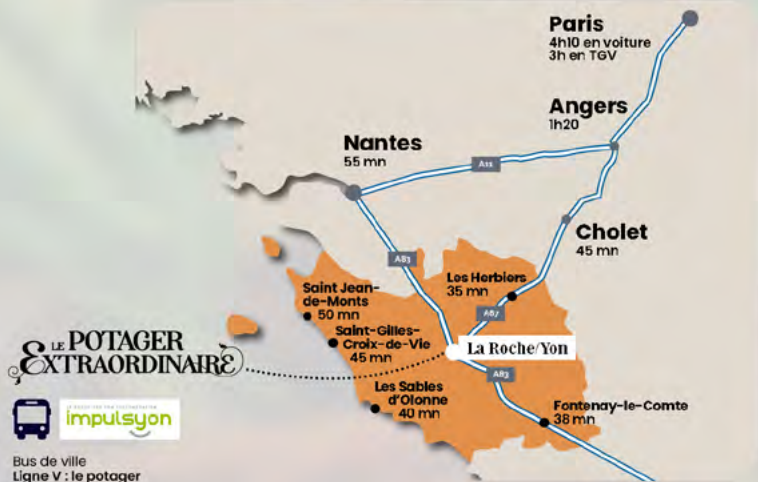 Paris
4h10 en voiture
3h en TGV
Angers
1h20
Nantes
55 mn
A11
Cholet
45 mn
A83
Les Herbiers
35 mn
A87
Saint Jean-
de-Monts
50 mn
Saint-Gilles-
Croix-de-Vie
45 mn
La Roche/Yon
LE POTAGER
EXTRAORDINAIRE
A83
Les Sables
d'Olonne
40 mn
Fontenay-le-Comte
38 mn
impulsyon
Bus de ville
Ligne V : le potager